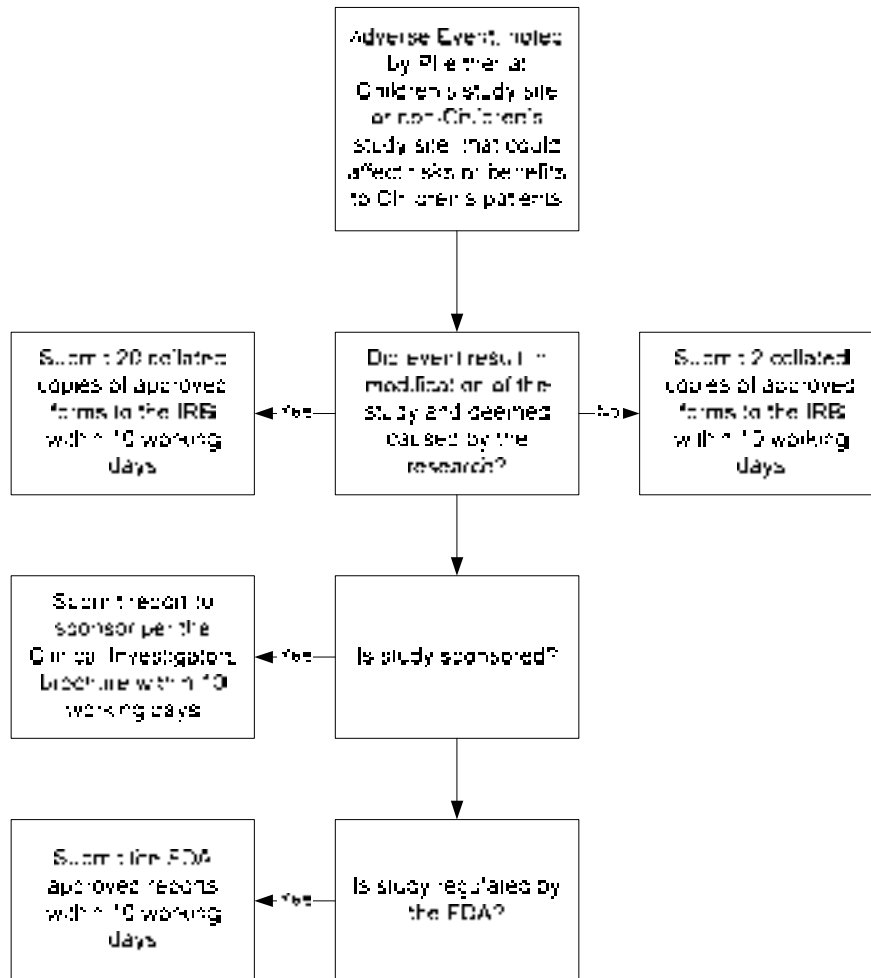 Adverse Event, noted
by PI either at
Children's study site
or non-Children's
study site, that could
affect risks or benefits
to Children's patients
Submit 20 collated
copies of approved
forms to the IRB
within 10 working
days
Yes
Did event result in
modification of the
study and deemed
caused by the
research?
No
Submit 2 collated
copies of approved
forms to the IRB
within 10 working
days
Submit report to
sponsor per the
Clinical Investigators
brochure within 10
working days
Yes
Is study sponsored?
Submit the FDA
approved reports
within 10 working
days
Yes
Is study regulated by
the FDA?